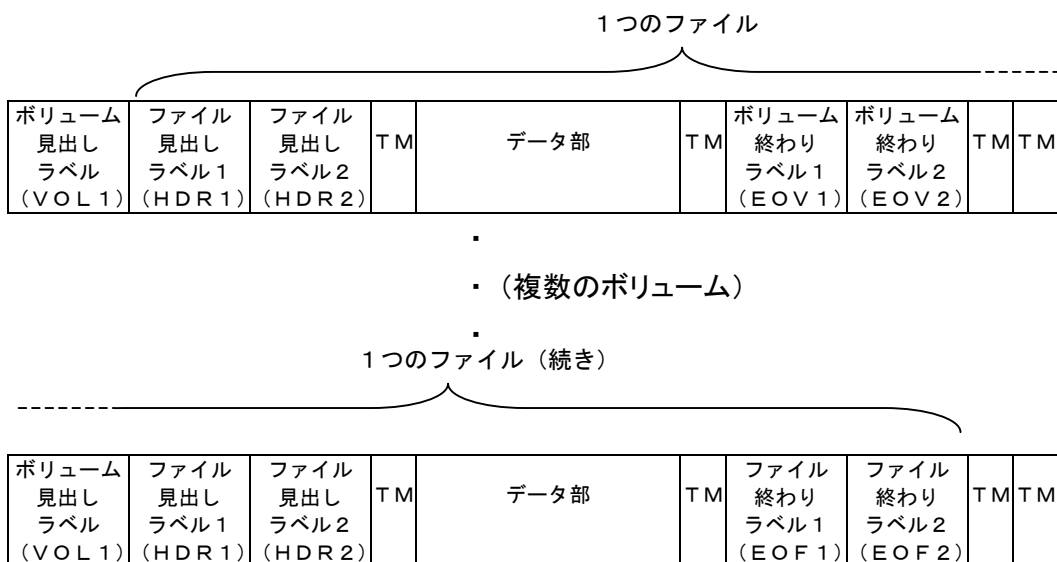 １つのファイル
ボリューム見出しラベル（ＶＯＬ１） ファイル見出しラベル１（ＨＤＲ１） ファイル見出しラベル２（ＨＤＲ２） ＴＭ データ部 ＴＭ ボリューム終わりラベル１（ＥＯＶ１） ボリューム終わりラベル２（ＥＯＶ２） ＴＭ ＴＭ
・
・（複数のボリューム）
・
１つのファイル（続き）
ボリューム見出しラベル（ＶＯＬ１） ファイル見出しラベル１（ＨＤＲ１） ファイル見出しラベル２（ＨＤＲ２） ＴＭ データ部 ＴＭ ファイル終わりラベル１（ＥＯＦ１） ファイル終わりラベル２（ＥＯＦ２） ＴＭ ＴＭ